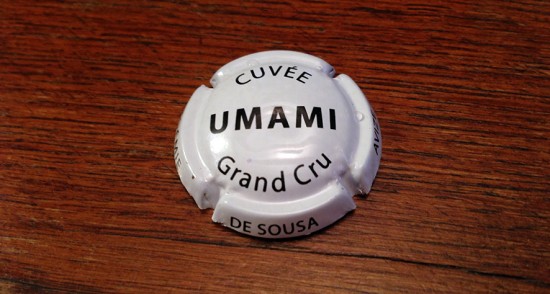 CUVÉE
UMAMI
Grand Cru
DE SOUSA